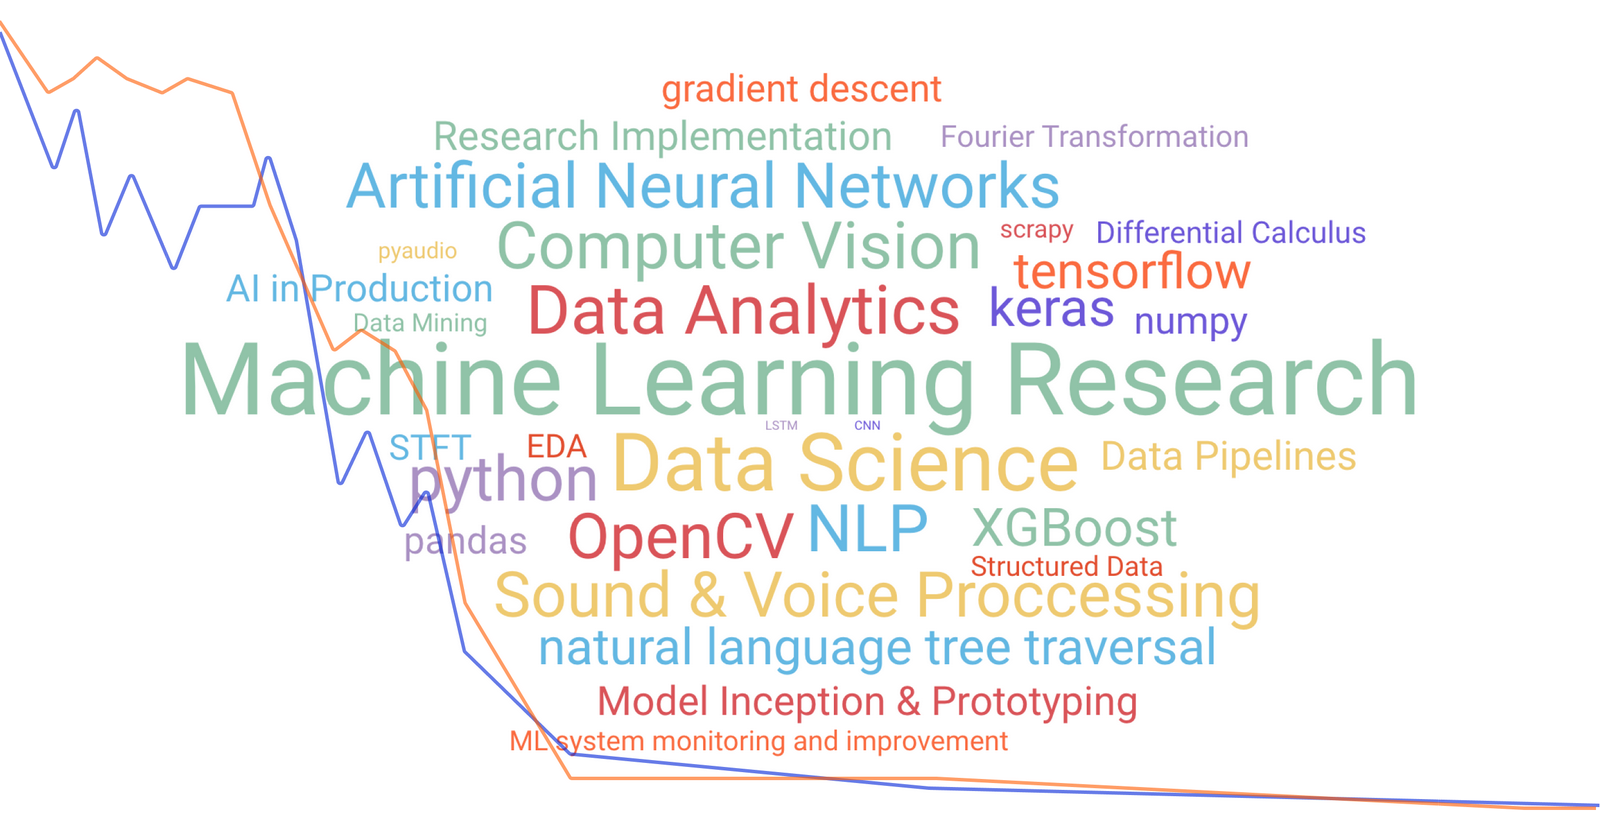 gradient descent
Research Implementation
Fourier Transformation
Artificial Neural Networks
Computer Vision
scrapy
Differential Calculus
pyaudio
tensorflow
AI in Production
Data Analytics
keras
numpy
Data Mining
Machine Learning Research
LSTM
CNN
STFT
EDA
Data Science
Data Pipelines
python
pandas
OpenCV
NLP
XGBoost
Structured Data
Sound & Voice Proccessing
natural language tree traversal
Model Inception & Prototyping
ML system monitoring and improvement